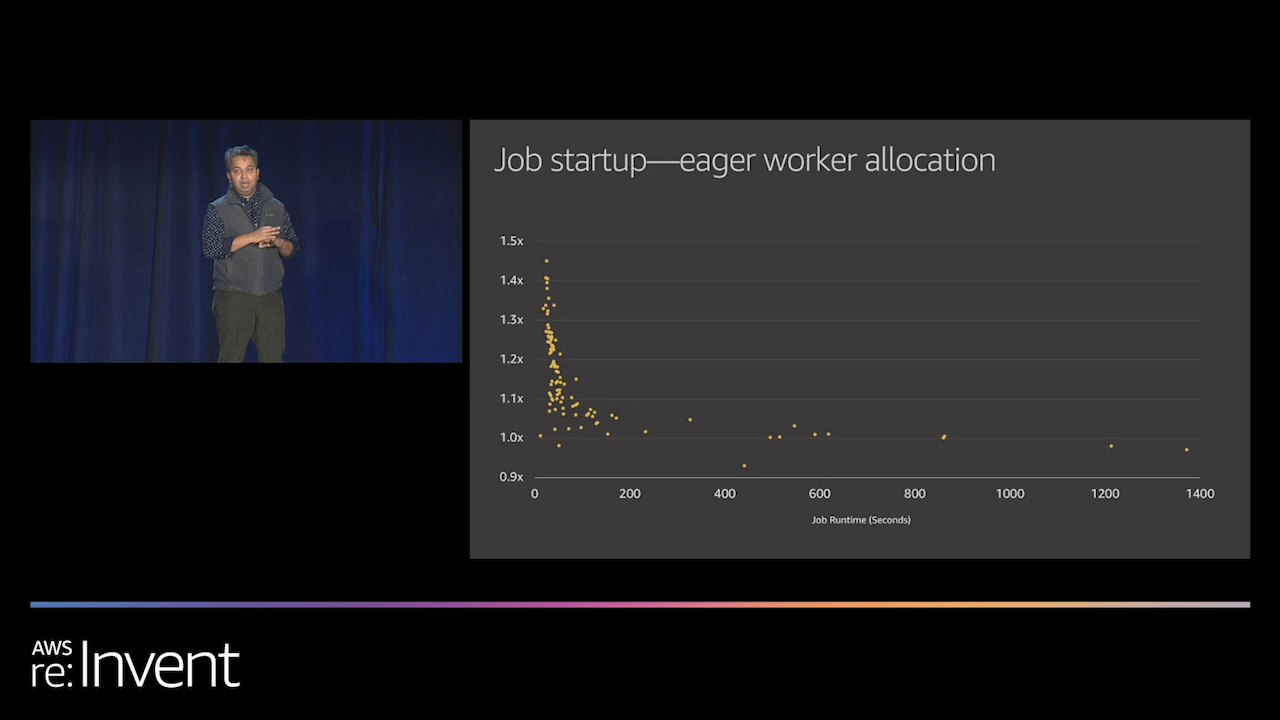 Job startup—eager worker allocation
1.5x
1.4x
1.3x
1.2x
1.1x
1.0x
0.9x
0 200 400 600 800 1000 1200 1400
Job Runtime (Seconds)
AWS
re:Invent